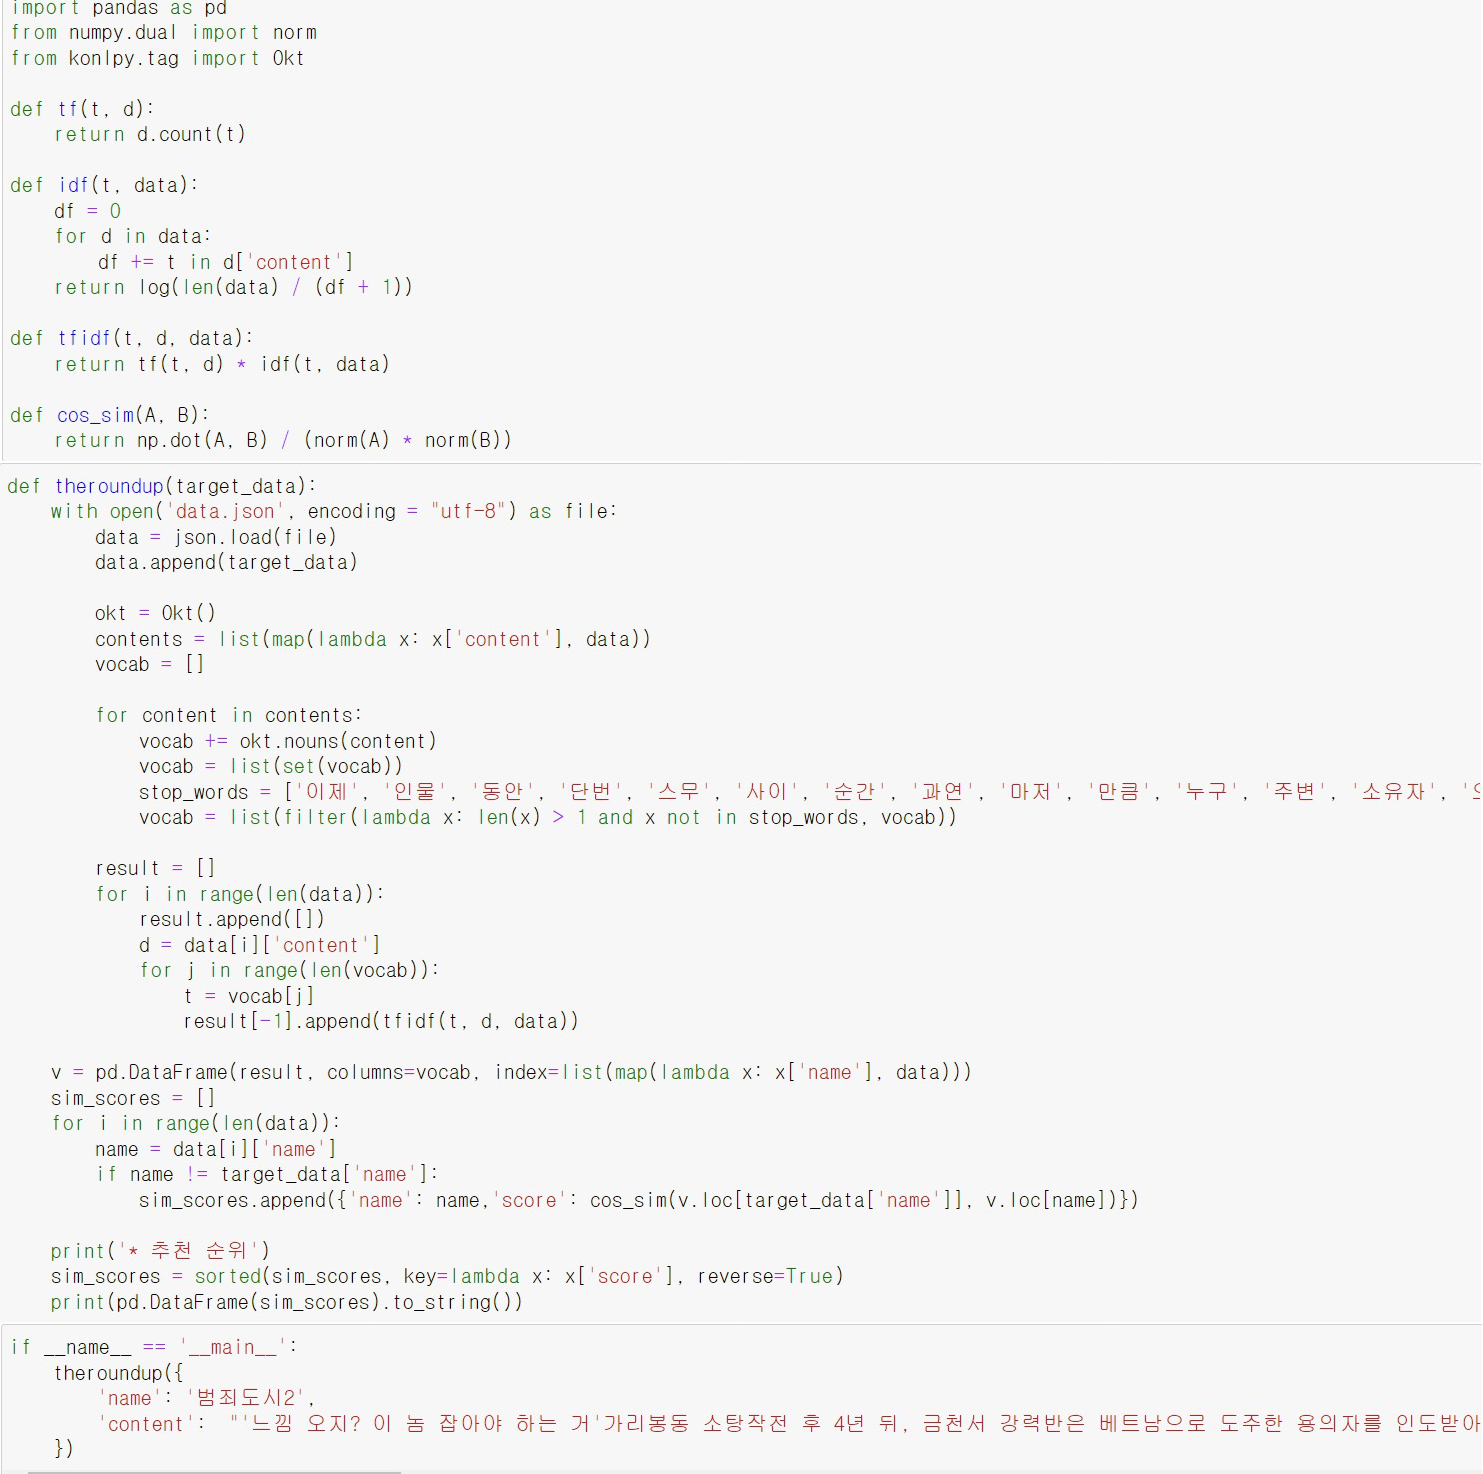 import pandas as pd
from numpy.dual import norm
from konlpy.tag import Okt
def tf(t, d):
    return d.count(t)
def idf(t, data):
    df = 0
    for d in data:
        df += t in d['content']
    return log(len(data) / (df + 1))
def tfidf(t, d, data):
    return tf(t, d) * idf(t, data)
def cos_sim(A, B):
    return np.dot(A, B) / (norm(A) * norm(B))
def theroundup(target_data):
    with open('data.json', encoding = "utf-8") as file:
        data = json.load(file)
        data.append(target_data)
        okt = Okt()
        contents = list(map(lambda x: x['content'], data))
        vocab = []
        for content in contents:
            vocab += okt.nouns(content)
            vocab = list(set(vocab))
            stop_words = ['이제', '인물', '동안', '단번', '스무', '사이', '순간', '과연', '마저', '만큼', '누구', '주변', '소유자', '
            vocab = list(filter(lambda x: len(x) > 1 and x not in stop_words, vocab))
        result = []
        for i in range(len(data)):
            result.append([])
            d = data[i]['content']
            for j in range(len(vocab)):
                t = vocab[j]
                result[-1].append(tfidf(t, d, data))
    v = pd.DataFrame(result, columns=vocab, index=list(map(lambda x: x['name'], data)))
    sim_scores = []
    for i in range(len(data)):
        name = data[i]['name']
        if name != target_data['name']:
            sim_scores.append({'name': name,'score': cos_sim(v.loc[target_data['name']], v.loc[name])})
    print('* 추천 순위')
    sim_scores = sorted(sim_scores, key=lambda x: x['score'], reverse=True)
    print(pd.DataFrame(sim_scores).to_string())
if __name__ == '__main__':
    theroundup({
        'name': '범죄도시2',
        'content':  "'느낌 오지? 이 놈 잡아야 하는 거'가리봉동 소탕작전 후 4년 뒤, 금천서 강력반은 베트남으로 도주한 용의자를 인도받아
    })